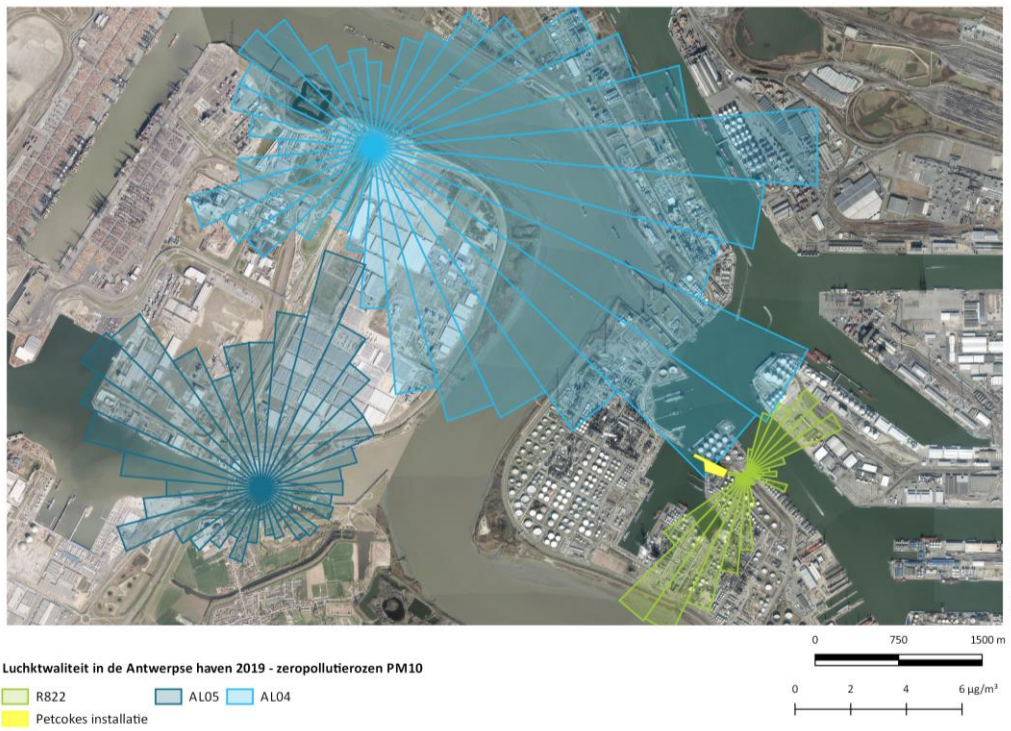 0 750 1500 m
Luchktwaliteit in de Antwerpse haven 2019 - zeropollutierozen PM10
R822 AL05 AL04
0 2 4 6 µg/m³
Petcokes installatie